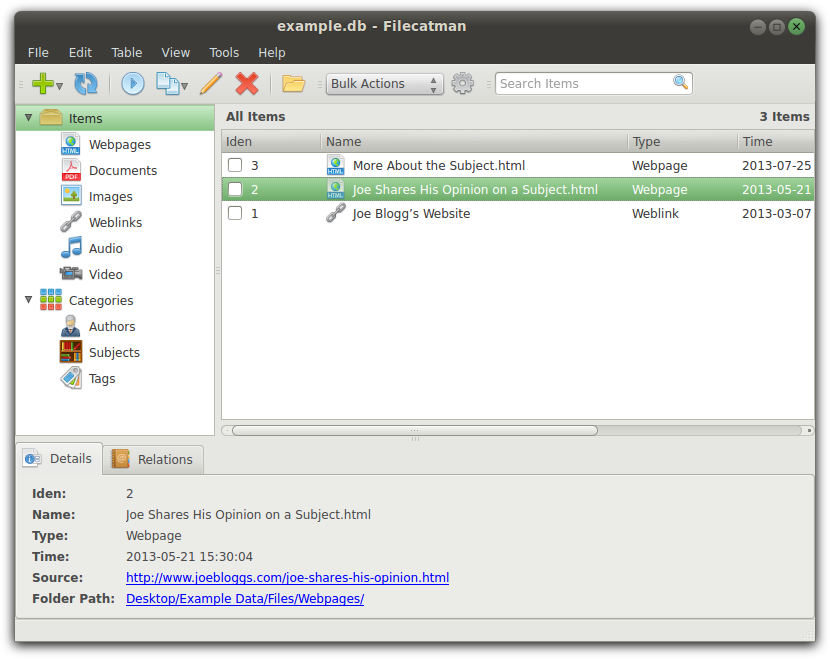 example.db - Filecatman
FIle Edit Table View Tools Help
Bulk Actions Search Items
Items
Webpages
Documents
Images
Weblinks
Audio
Video
Categories
Authors
Subjects
Tags
All Items 3 Items
Iden Name Type Time
3 More About the Subject.html Webpage 2013-07-25
2 Joe Shares His Opinion on a Subject.html Webpage 2013-05-21
1 Joe Blogg’s Website Weblink 2013-03-07
Details Relations
Iden: 2
Name: Joe Shares His Opinion on a Subject.html
Type: Webpage
Time: 2013-05-21 15:30:04
Source: http://www.joebloggs.com/joe-shares-his-opinion.html
Folder Path: Desktop/Example Data/Files/Webpages/